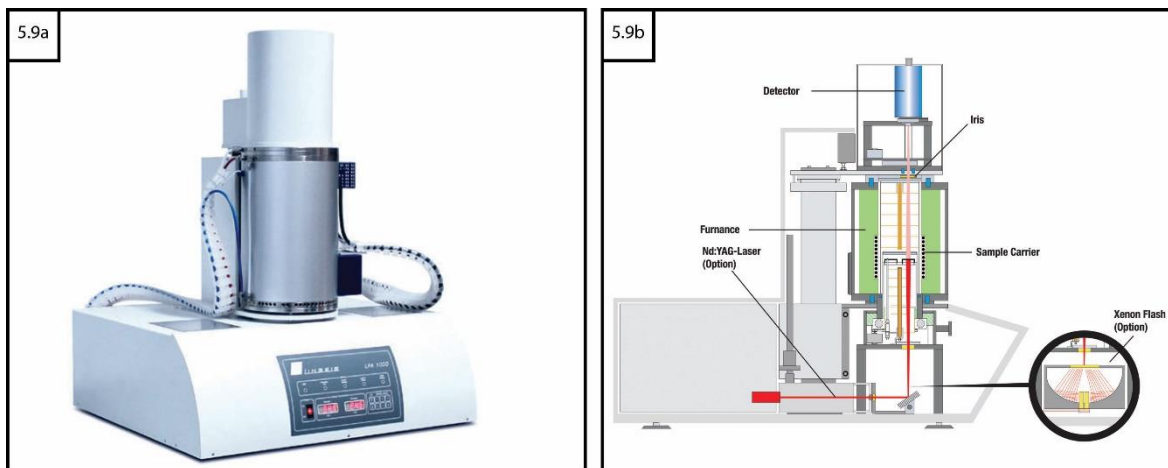 5.9a
LINSEIS
LFA 1000
5.9b
Detector
Iris
Furnance
Nd:YAG-Laser
(Option)
Sample Carrier
Xenon Flash
(Option)